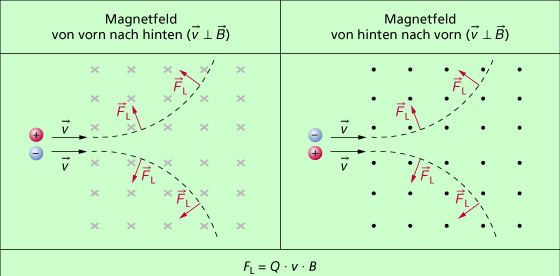 Magnetfeld
von vorn nach hinten (v⃗ ⊥ B⃗)
Magnetfeld
von hinten nach vorn (v⃗ ⊥ B⃗)
F⃗L
F⃗L
+ v⃗
− v⃗
F⃗L
F⃗L
F⃗L
F⃗L
− v⃗
+ v⃗
F⃗L
F⃗L
FL = Q · v · B